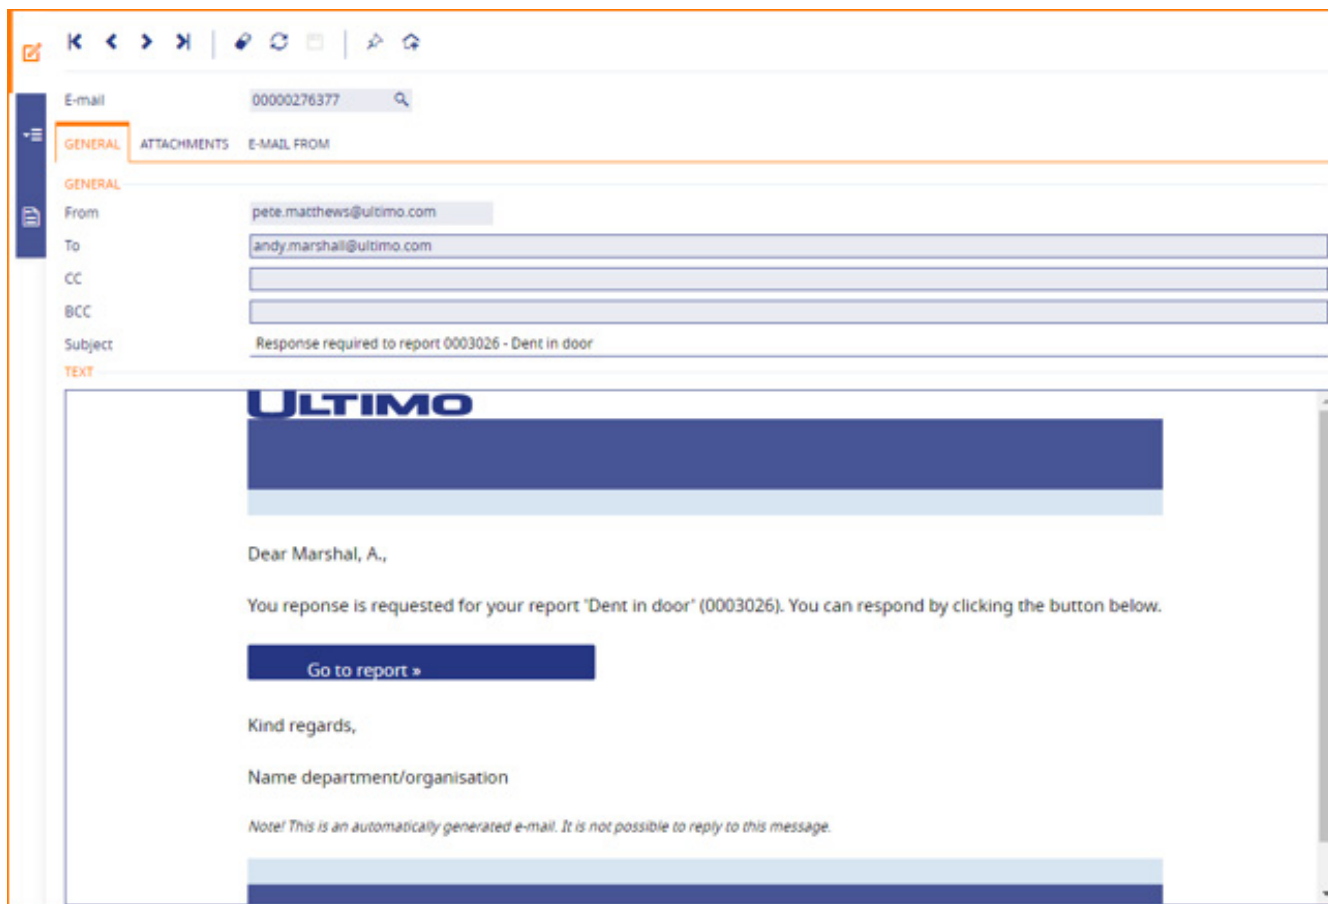 E-mail 00000276377
GENERAL ATTACHMENTS E-MAIL FROM
GENERAL
From pete.matthews@ultimo.com
To andy.marshall@ultimo.com
CC
BCC
Subject Response required to report 0003026 - Dent in door
TEXT
ULTIMO
Dear Marshal, A.,
You reponse is requested for your report 'Dent in door' (0003026). You can respond by clicking the button below.
Go to report »
Kind regards,
Name department/organisation
Note! This is an automatically generated e-mail. It is not possible to reply to this message.